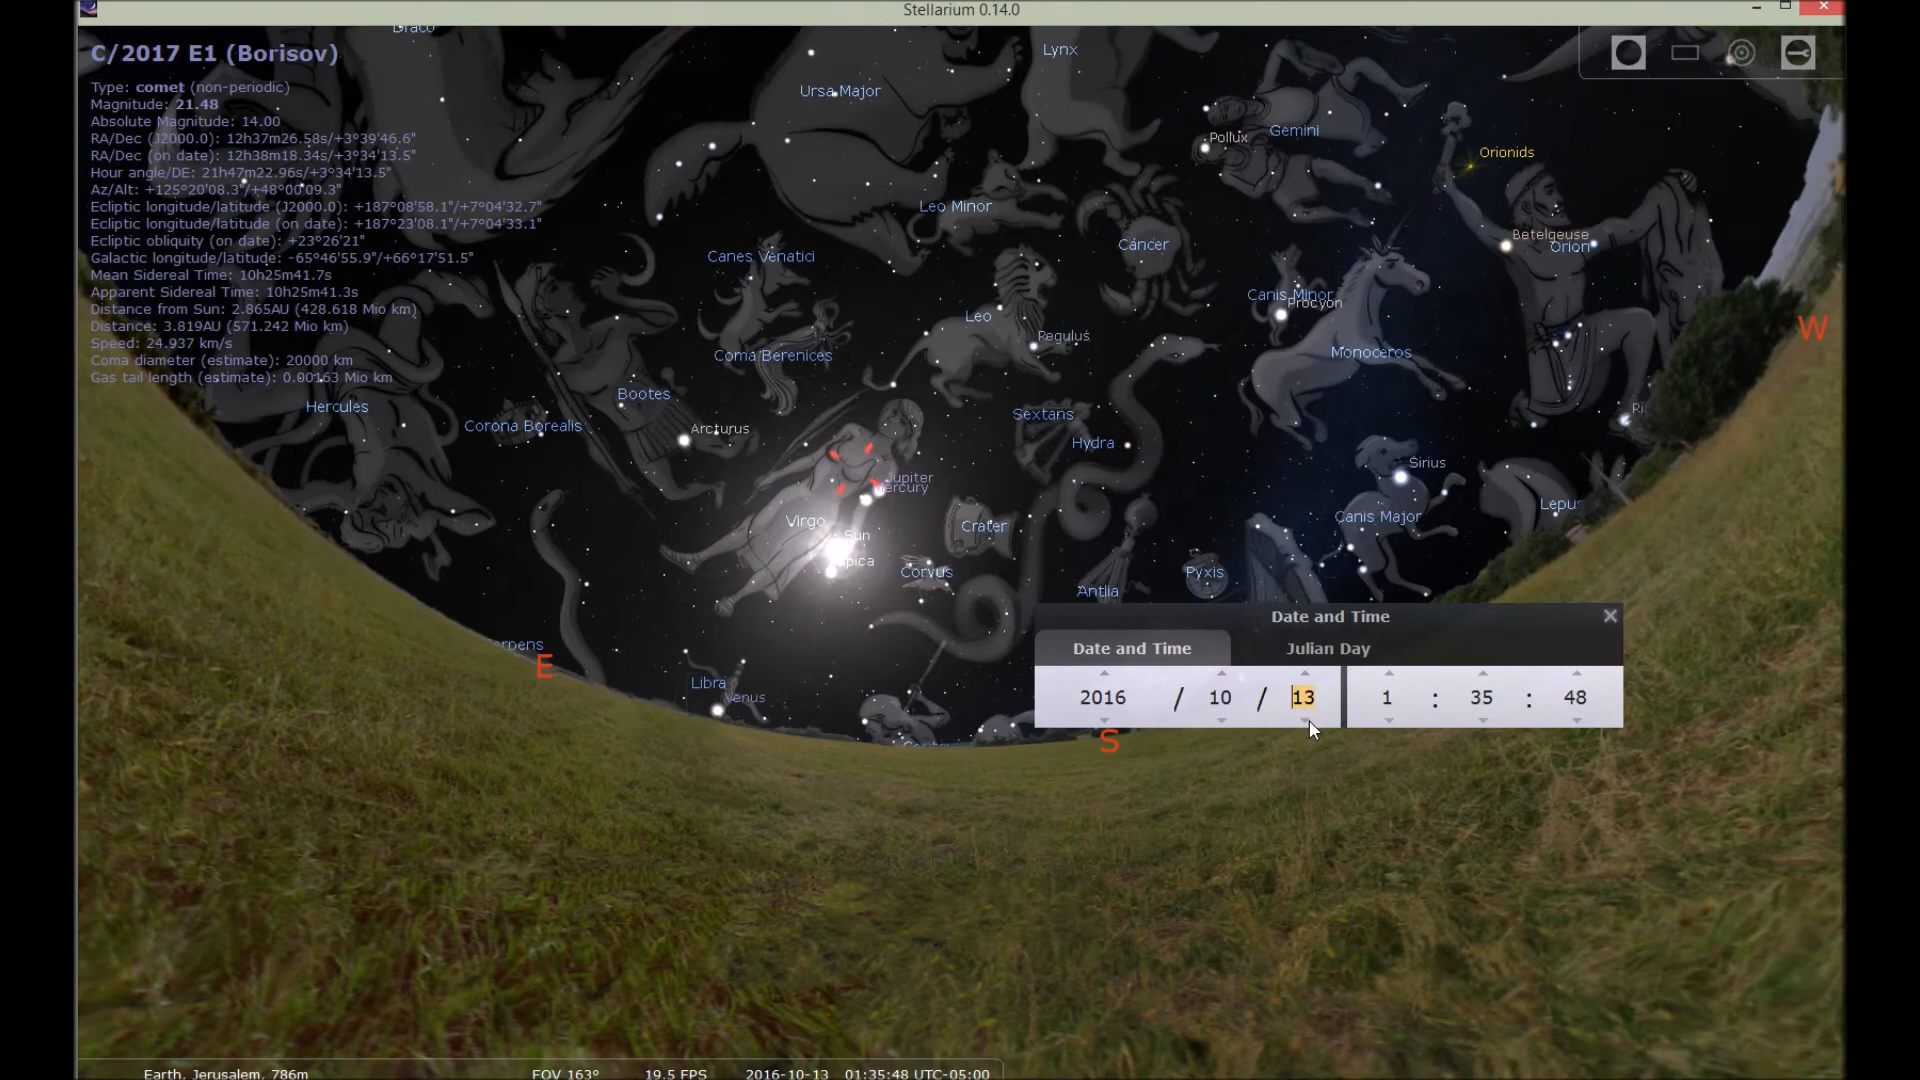 Stellarium 0.14.0
C/2017 E1 (Borisov)
Type: comet (non-periodic)
Magnitude: 21.48
Absolute Magnitude: 14.00
RA/Dec (J2000.0): 12h37m26.58s/+3°39'46.6"
RA/Dec (on date): 12h38m18.34s/+3°34'13.5"
Hour angle/DE: 21h47m22.96s/+3°34'13.5"
Az/Alt: +125°20'08.3"/+48°00'09.3"
Ecliptic longitude/latitude (J2000.0): +187°08'58.1"/+7°04'32.7"
Ecliptic longitude/latitude (on date): +187°23'08.1"/+7°04'33.1"
Ecliptic obliquity (on date): +23°26'21"
Galactic longitude/latitude: -65°46'55.9"/+66°17'51.5"
Mean Sidereal Time: 10h25m41.7s
Apparent Sidereal Time: 10h25m41.3s
Distance from Sun: 2.865AU (428.618 Mio km)
Distance: 3.819AU (571.242 Mio km)
Speed: 24.937 km/s
Coma diameter (estimate): 20000 km
Gas tail length (estimate): 0.00163 Mio km
Draco
Lynx
Ursa Major
Gemini
Pollux
Orionids
Leo Minor
Betelgeuse
Orion
Cáncer
Canes Venatici
Canis Minor
Procyon
Leo
W
Regulus
Monoceros
Coma Berenices
Bootes
Hercules
Ri
Sextans
Corona Borealis
Arcturus
Hydra
Sirius
Jupiter
Mercury
Lepus
Canis Major
Virgo
Crater
Sun
pica
Corvus
Pyxis
Antlia
erpens
E
Libra
Venus
Date and Time
Date and Time Julian Day
2016 / 10 / 13 1 : 35 : 48
S
Earth, Jerusalem, 786m FOV 163° 19.5 FPS 2016-10-13 01:35:48 UTC-05:00